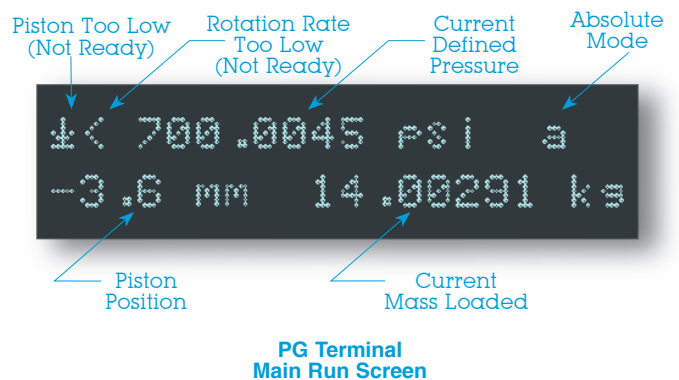 Piston Too Low
(Not Ready)
Rotation Rate
Too Low
(Not Ready)
Current
Defined
Pressure
Absolute
Mode
< 700.0045 psi a
-3.6 mm 14.00291 kg
Piston
Position
Current
Mass Loaded
PG Terminal
Main Run Screen